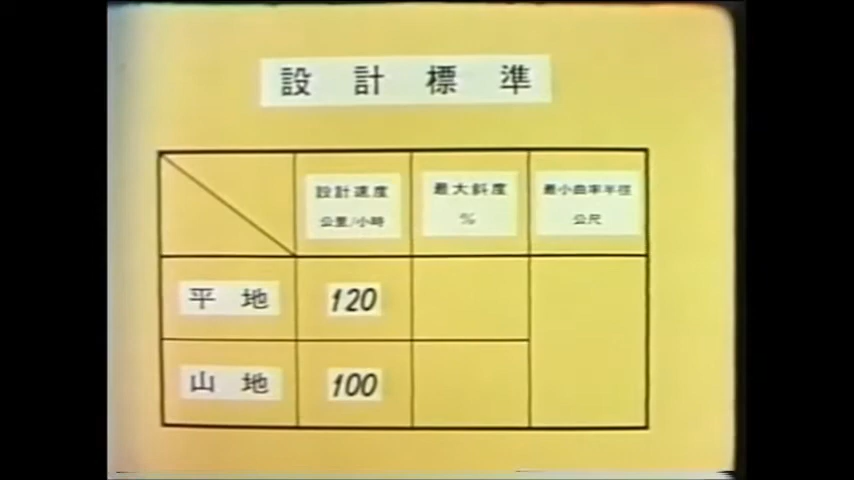 設計標準
設計速度
公里/小時
最大斜度
%
最小曲率半徑
公尺
平地
120
山地
100